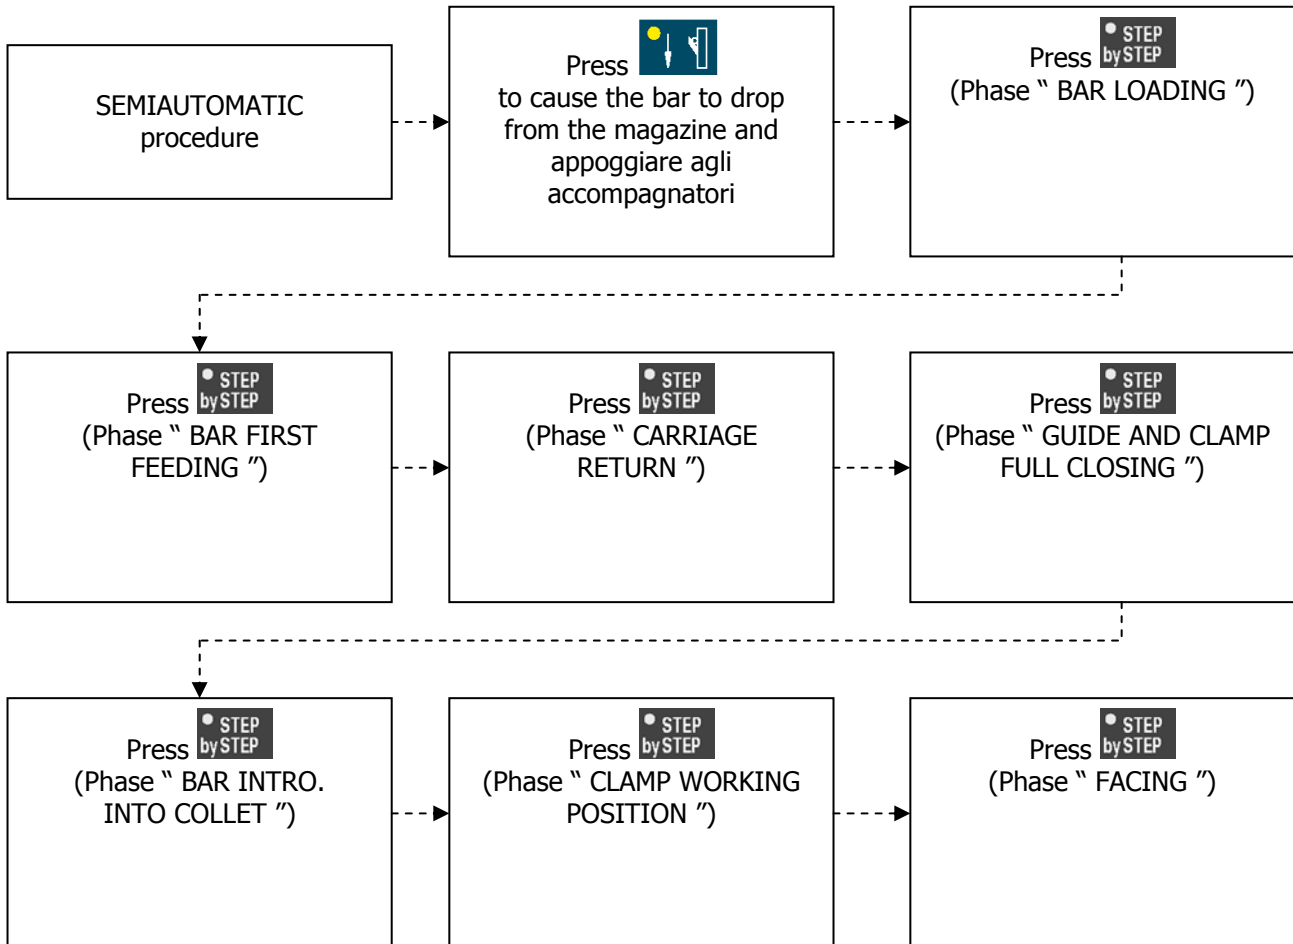 SEMIAUTOMATIC
procedure
Press
to cause the bar to drop
from the magazine and
appoggiare agli
accompagnatori
Press STEP by STEP
(Phase “ BAR LOADING ”)
Press STEP by STEP
(Phase “ BAR FIRST
FEEDING ”)
Press STEP by STEP
(Phase “ CARRIAGE
RETURN ”)
Press STEP by STEP
(Phase “ GUIDE AND CLAMP
FULL CLOSING ”)
Press STEP by STEP
(Phase “ BAR INTRO.
INTO COLLET ”)
Press STEP by STEP
(Phase “ CLAMP WORKING
POSITION ”)
Press STEP by STEP
(Phase “ FACING ”)